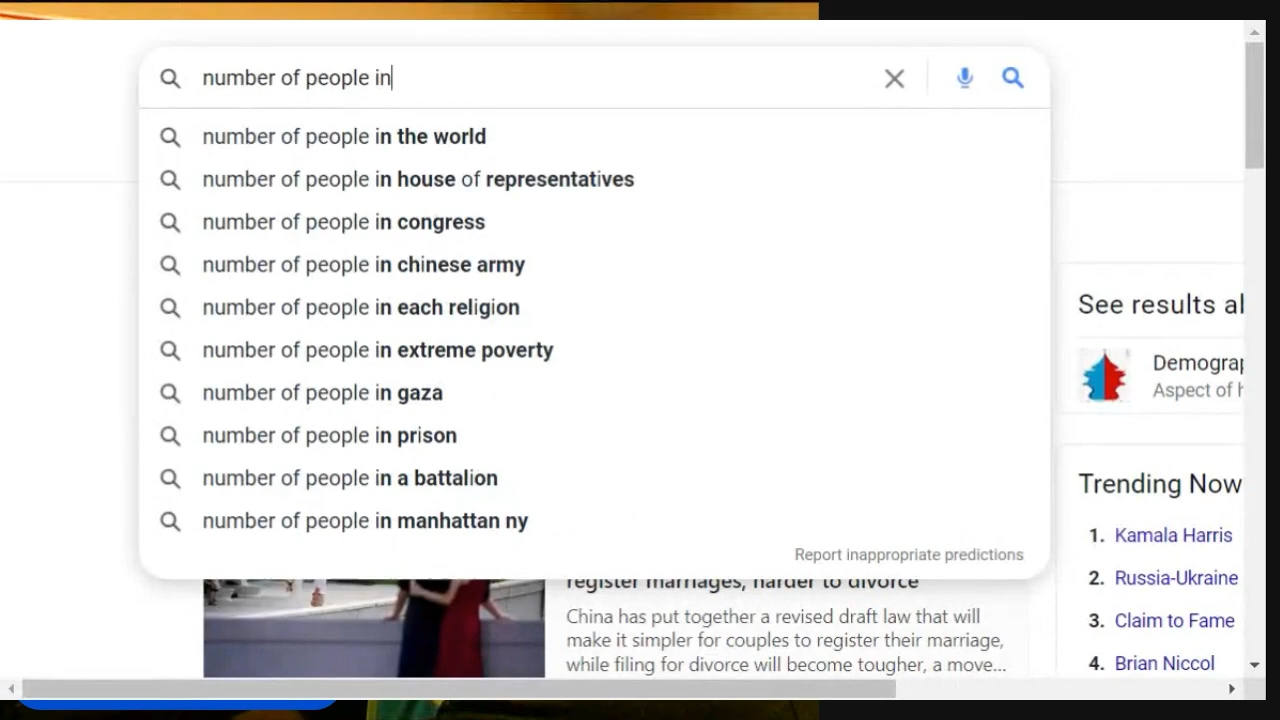 number of people in
number of people in the world
number of people in house of representatives
number of people in congress
number of people in chinese army
number of people in each religion
number of people in extreme poverty
number of people in gaza
number of people in prison
number of people in a battalion
number of people in manhattan ny
Report inappropriate predictions
register marriages, harder to divorce
China has put together a revised draft law that will
make it simpler for couples to register their marriage,
while filing for divorce will become tougher, a move...
See results al
Demograp
Aspect of h
Trending Now
1. Kamala Harris
2. Russia-Ukraine
3. Claim to Fame
4. Brian Niccol